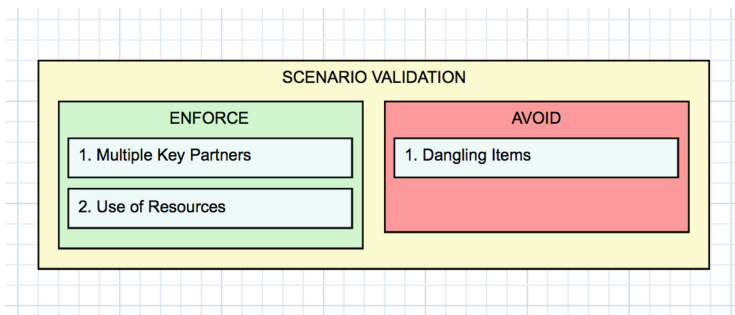 SCENARIO VALIDATION
ENFORCE
1. Multiple Key Partners
2. Use of Resources
AVOID
1. Dangling Items